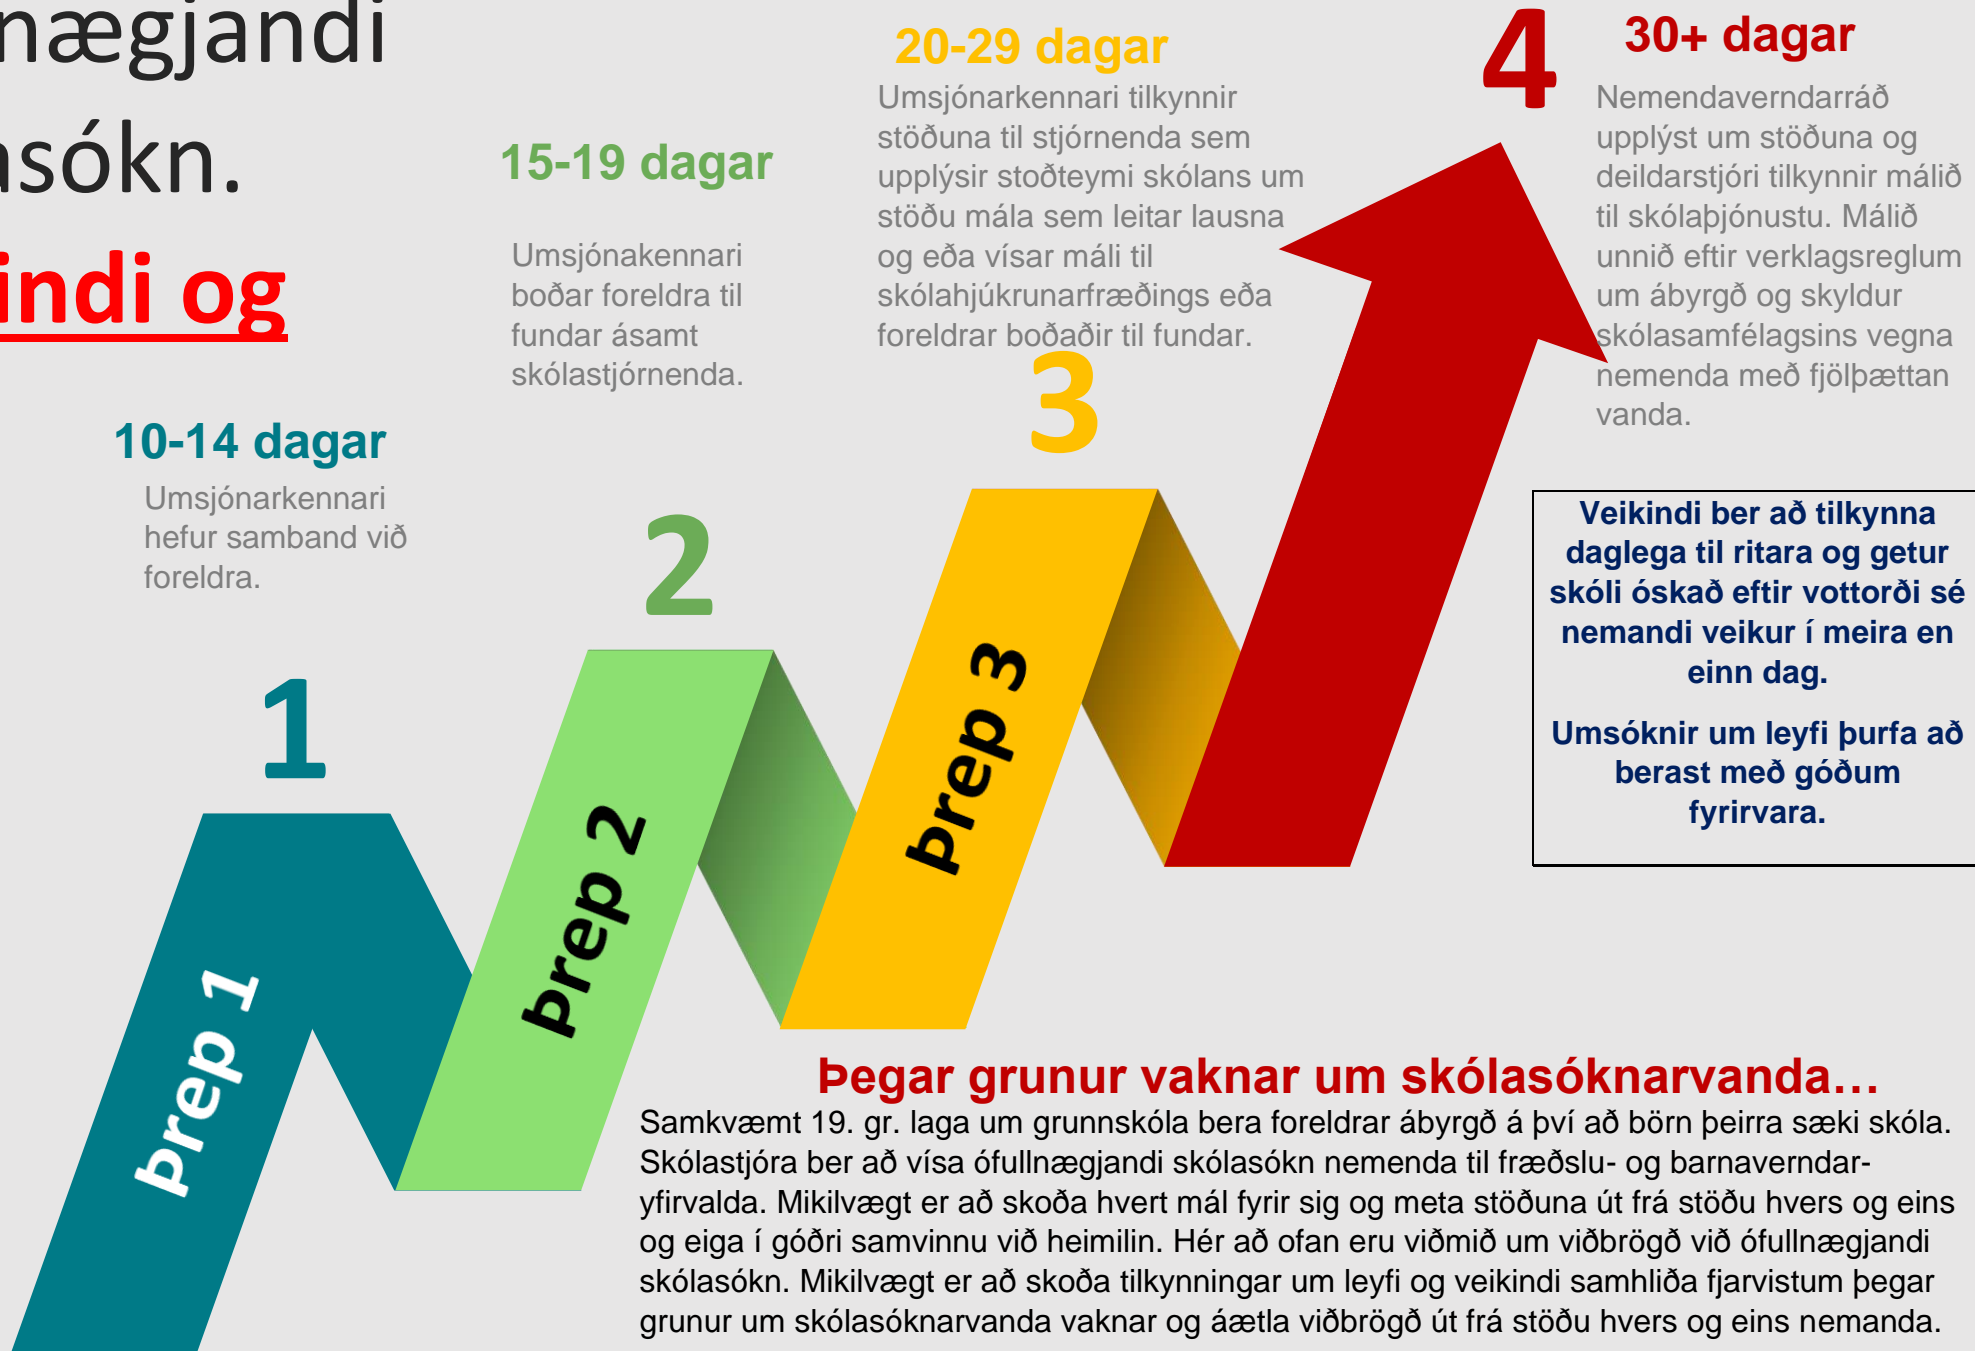 nægjandi
asókn.
indi og
10-14 dagar
Umsjónarkennari
hefur samband við
foreldra.
1
Þrep 1
15-19 dagar
Umsjónakennari
boðar foreldra til
fundar ásamt
skólastjórnenda.
2
Þrep 2
20-29 dagar
Umsjónarkennari tilkynnir
stöðuna til stjórnenda sem
upplýsir stoðteymi skólans um
stöðu mála sem leitar lausna
og eða vísar máli til
skólahjúkrunarfræðings eða
foreldrar boðaðir til fundar.
3
Þrep 3
4
30+ dagar
Nemendaverndarráð
upplýst um stöðuna og
deildarstjóri tilkynnir málið
til skólaþjónustu. Málið
unnið eftir verklagsreglum
um ábyrgð og skyldur
skólasamfélagsins vegna
nemenda með fjölþættan
vanda.
Veikindi ber að tilkynna
daglega til ritara og getur
skóli óskað eftir vottorði sé
nemandi veikur í meira en
einn dag.
Umsóknir um leyfi þurfa að
berast með góðum
fyrirvara.
Þegar grunur vaknar um skólasóknarvanda…
Samkvæmt 19. gr. laga um grunnskóla bera foreldrar ábyrgð á því að börn þeirra sæki skóla.
Skólastjóra ber að vísa ófullnægjandi skólasókn nemenda til fræðslu- og barnaverndar-
yfirvalda. Mikilvægt er að skoða hvert mál fyrir sig og meta stöðuna út frá stöðu hvers og eins
og eiga í góðri samvinnu við heimilin. Hér að ofan eru viðmið um viðbrögð við ófullnægjandi
skólasókn. Mikilvægt er að skoða tilkynningar um leyfi og veikindi samhliða fjarvistum þegar
grunur um skólasóknarvanda vaknar og áætla viðbrögð út frá stöðu hvers og eins nemanda.